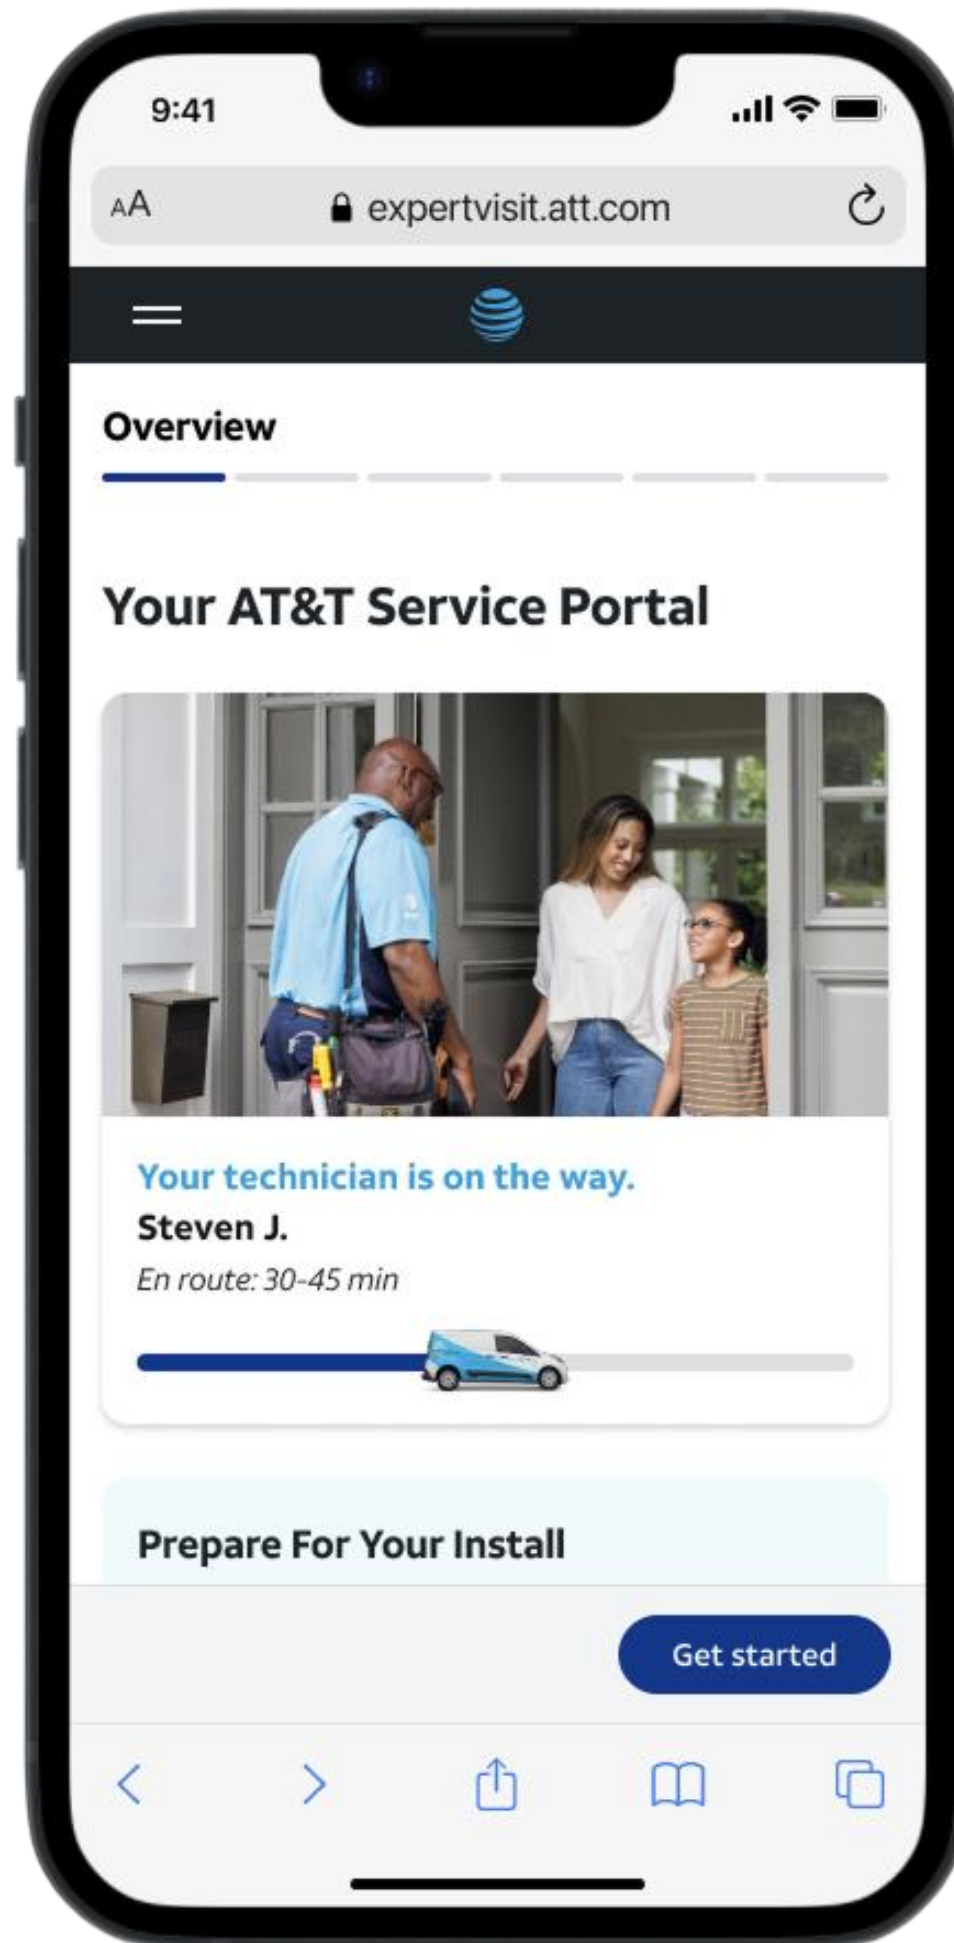 9:41
AA
expertvisit.att.com
Overview
Your AT&T Service Portal
Your technician is on the way.
Steven J.
En route: 30-45 min
Prepare For Your Install
Get started